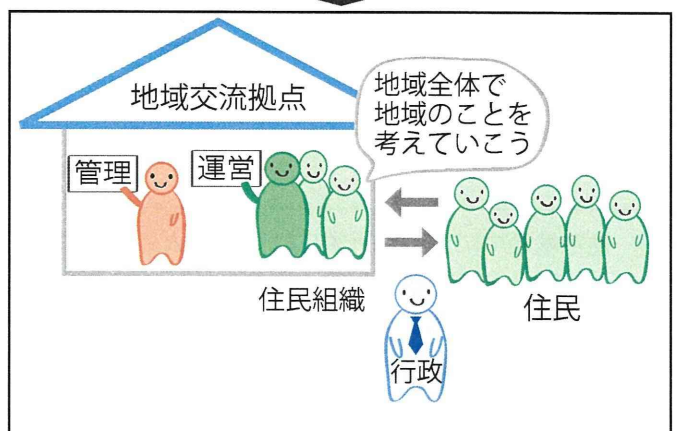 地域交流拠点
地域全体で
地域のことを
考えていこう
管理
運営
住民組織
住民
行政